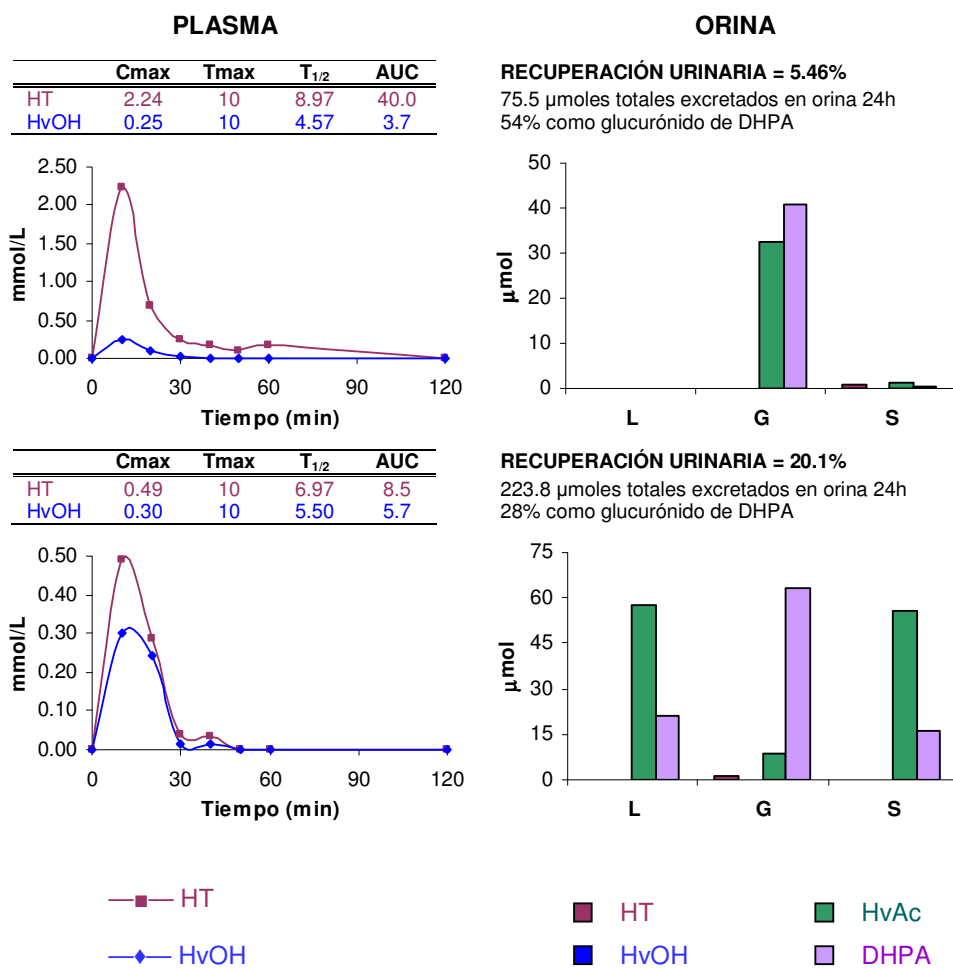 PLASMA
ORINA
Cmax Tmax T1/2 AUC
HT 2.24 10 8.97 40.0
HvOH 0.25 10 4.57 3.7
RECUPERACIÓN URINARIA = 5.46%
75.5 µmoles totales excretados en orina 24h
54% como glucurónido de DHPA
2.50
2.00
1.50
1.00
0.50
0.00
mmol/L
0 30 60 90 120
Tiempo (min)
50
40
30
20
10
0
µmol
L G S
Cmax Tmax T1/2 AUC
HT 0.49 10 6.97 8.5
HvOH 0.30 10 5.50 5.7
RECUPERACIÓN URINARIA = 20.1%
223.8 µmoles totales excretados en orina 24h
28% como glucurónido de DHPA
0.50
0.40
0.30
0.20
0.10
0.00
mmol/L
0 30 60 90 120
Tiempo (min)
75
60
45
30
15
0
µmol
L G S
HT
HvOH
HT
HvAc
HvOH
DHPA